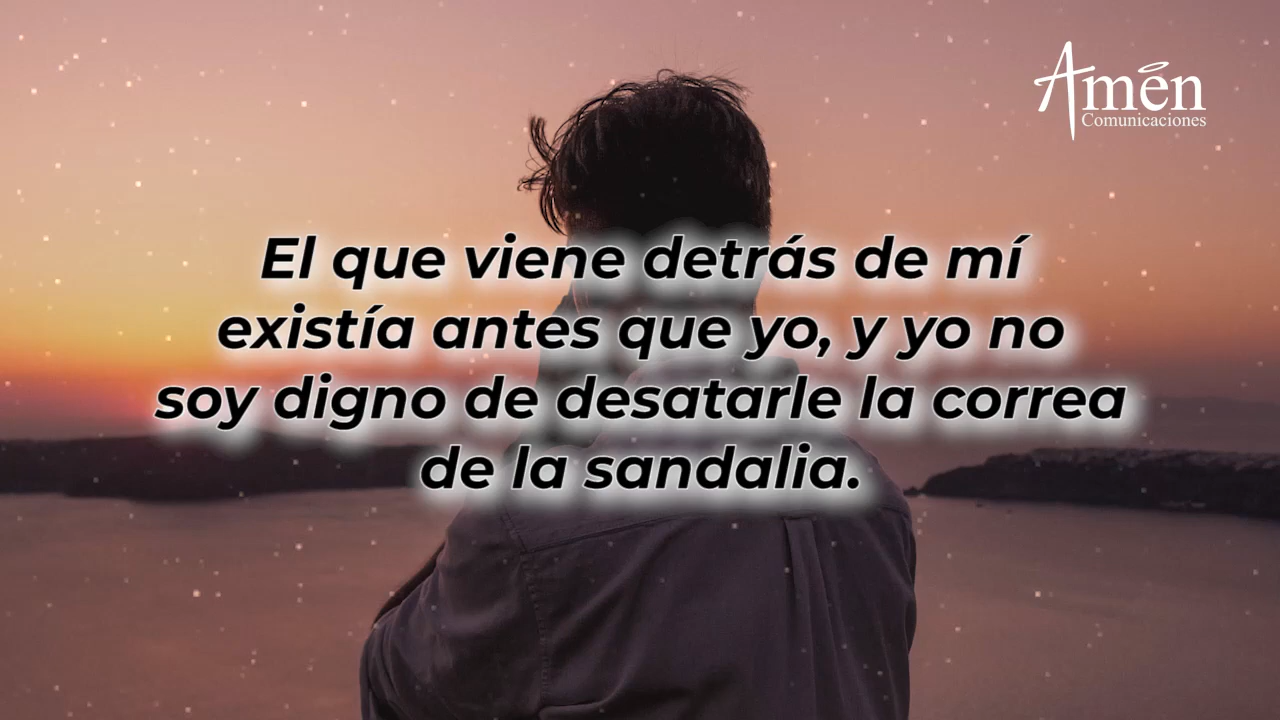 Amén
Comunicaciones
El que viene detrás de mí
existía antes que yo, y yo no
soy digno de desatarle la correa
de la sandalia.